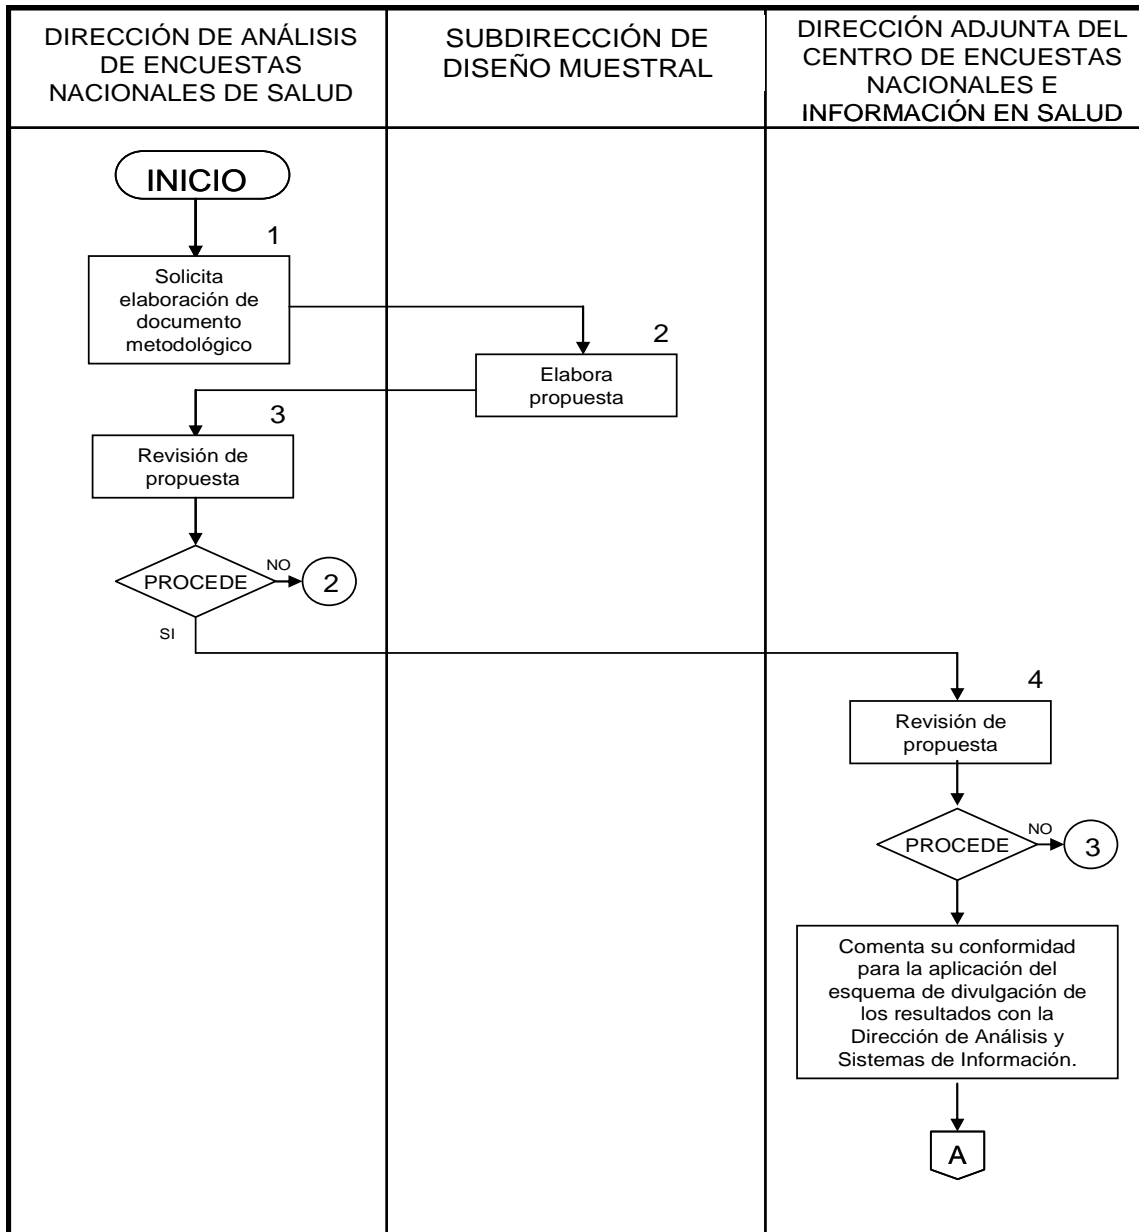 DIRECCIÓN DE ANÁLISIS
DE ENCUESTAS
NACIONALES DE SALUD
SUBDIRECCIÓN DE
DISEÑO MUESTRAL
DIRECCIÓN ADJUNTA DEL
CENTRO DE ENCUESTAS
NACIONALES E
INFORMACIÓN EN SALUD
INICIO
1
Solicita
elaboración de
documento
metodológico
2
Elabora
propuesta
3
Revisión de
propuesta
PROCEDE
NO
2
SI
4
Revisión de
propuesta
PROCEDE
NO
3
Comenta su conformidad
para la aplicación del
esquema de divulgación de
los resultados con la
Dirección de Análisis y
Sistemas de Información.
A